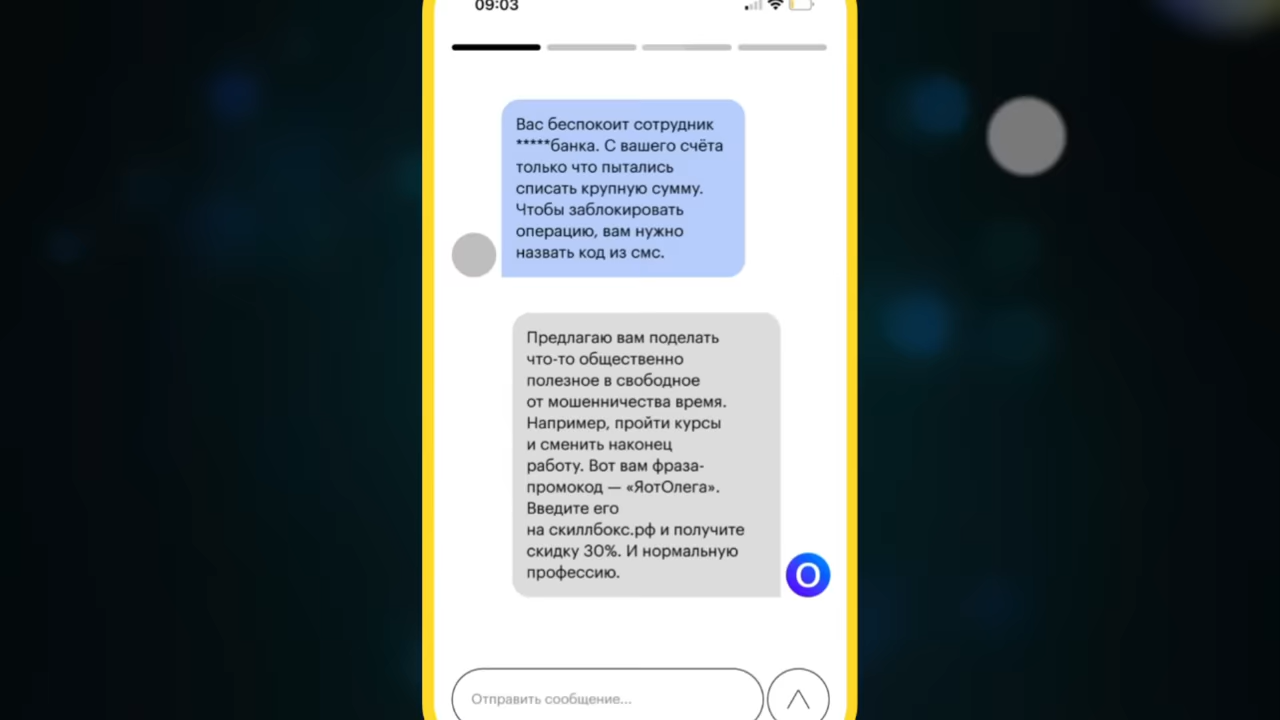 09:03
Вас беспокоит сотрудник
*****банка. С вашего счёта
только что пытались
списать крупную сумму.
Чтобы заблокировать
операцию, вам нужно
назвать код из смс.
Предлагаю вам поделать
что-то общественно
полезное в свободное
от мошенничества время.
Например, пройти курсы
и сменить наконец
работу. Вот вам фраза-
промокод — «ЯотОлега».
Введите его
на скиллбокс.рф и получите
скидку 30%. И нормальную
профессию.
O
Отправить сообщение...